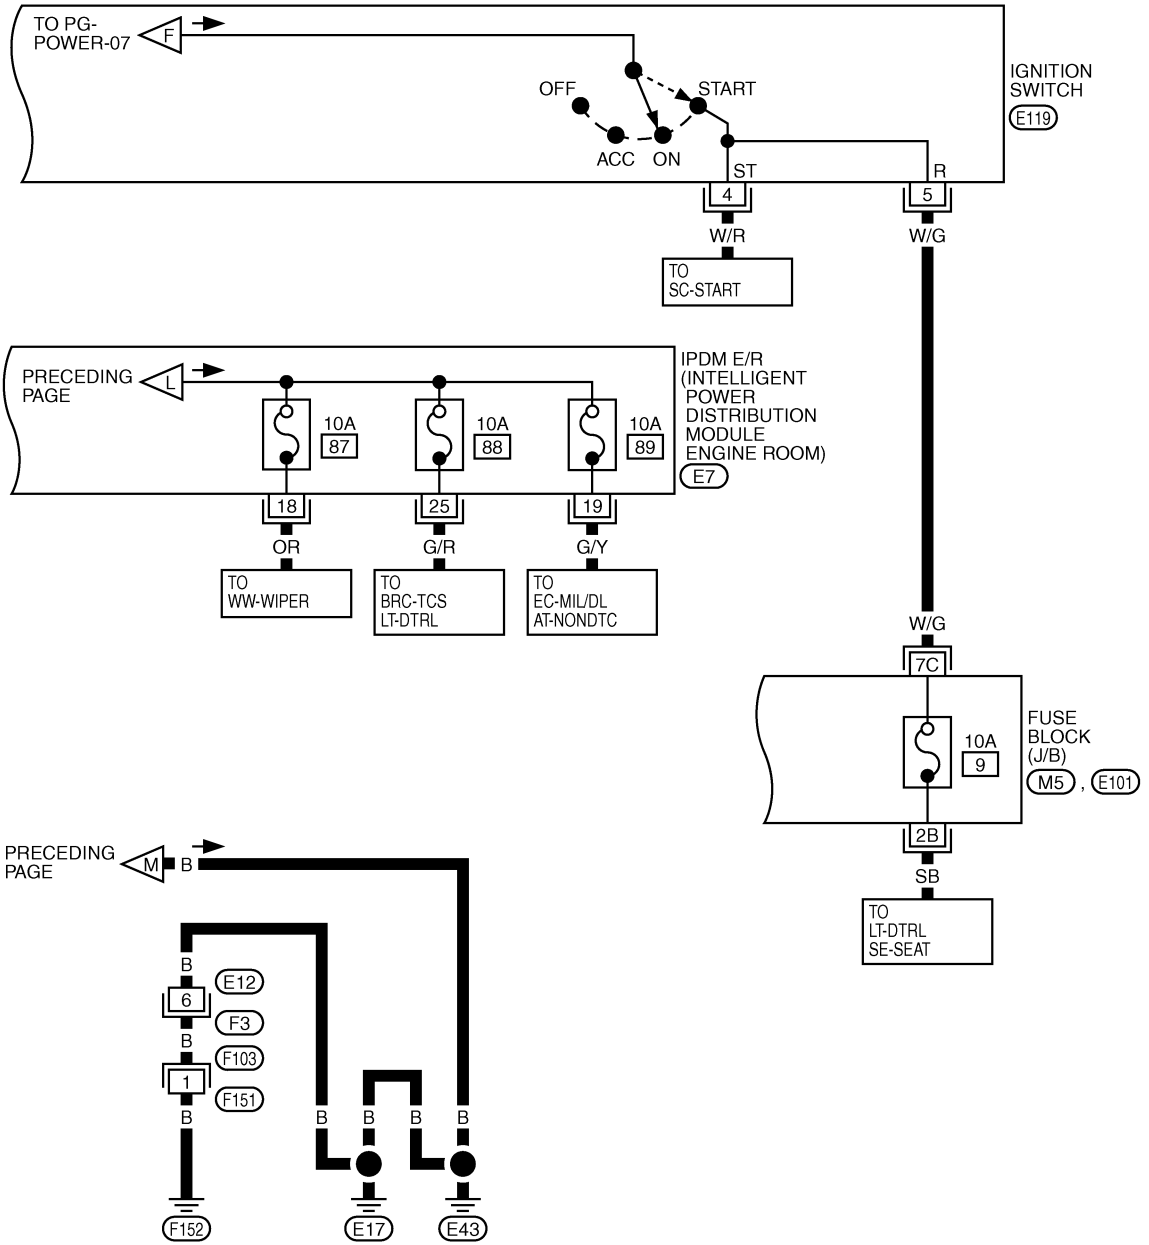 TO PG-
POWER-07
F
IGNITION
SWITCH
E119
OFF
START
ACC
ON
ST
R
4
5
W/R
W/G
TO
SC-START
PRECEDING
PAGE
L
10A
87
10A
88
10A
89
IPDM E/R
(INTELLIGENT
POWER
DISTRIBUTION
MODULE
ENGINE ROOM)
E7
18
25
19
OR
G/R
G/Y
TO
WW-WIPER
TO
BRC-TCS
LT-DTRL
TO
EC-MIL/DL
AT-NONDTC
W/G
7C
10A
9
FUSE
BLOCK
(J/B)
M5 , E101
2B
SB
TO
LT-DTRL
SE-SEAT
PRECEDING
PAGE
M
B
B
E12
6
F3
B
F103
1
F151
B
B
B
B
B
F152
E17
E43